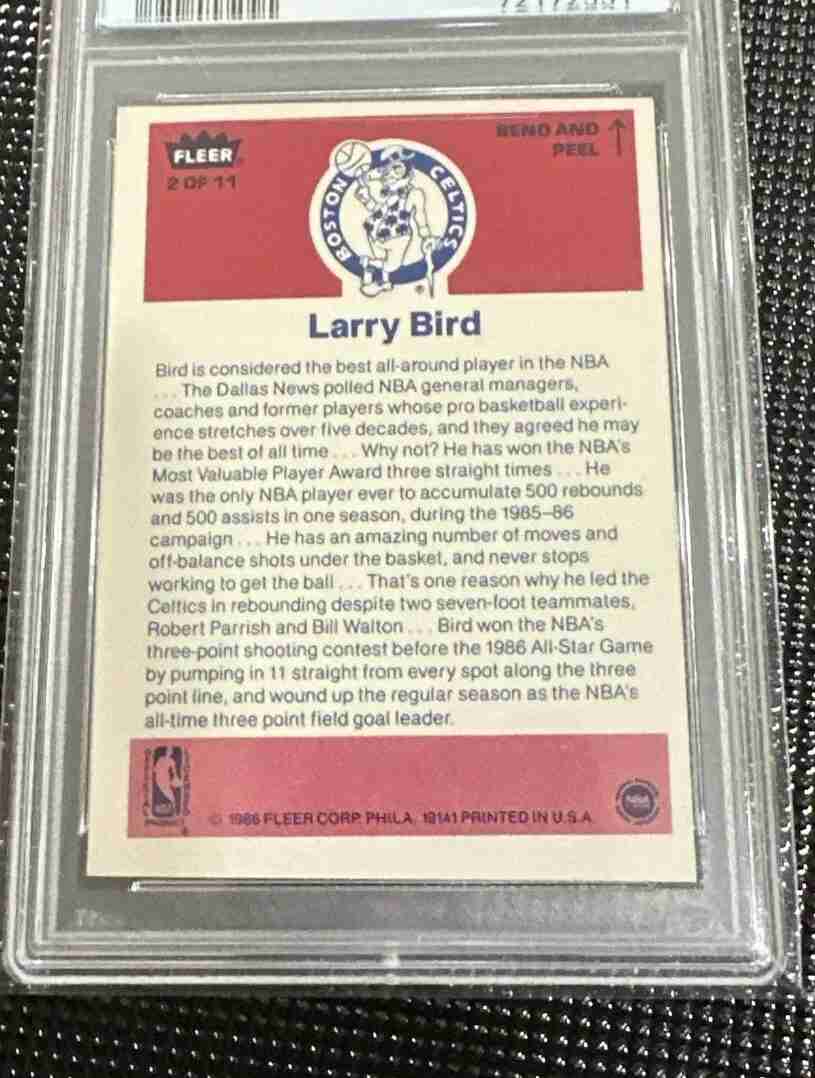 FLEER
2 OF 11
BOSTON CELTICS
BEND AND
PEEL
Larry Bird
Bird is considered the best all-around player in the NBA
. . . The Dallas News polled NBA general managers,
coaches and former players whose pro basketball experi-
ence stretches over five decades, and they agreed he may
be the best of all time . . . Why not? He has won the NBA's
Most Valuable Player Award three straight times . . . He
was the only NBA player ever to accumulate 500 rebounds
and 500 assists in one season, during the 1985–86
campaign . . . He has an amazing number of moves and
off-balance shots under the basket, and never stops
working to get the ball . . . That's one reason why he led the
Celtics in rebounding despite two seven-foot teammates,
Robert Parrish and Bill Walton . . . Bird won the NBA's
three-point shooting contest before the 1986 All-Star Game
by pumping in 11 straight from every spot along the three
point line, and wound up the regular season as the NBA's
all-time three point field goal leader.
© 1986 FLEER CORP. PHILA., 19141 PRINTED IN U.S.A.